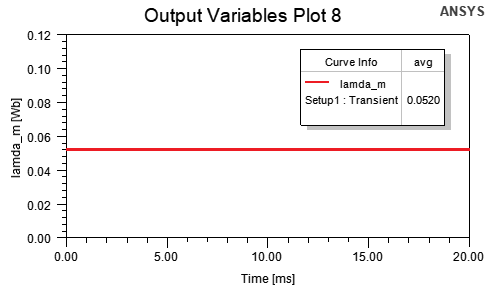 Output Variables Plot 8
ANSYS
0.12
0.10
0.08
0.06
0.04
0.02
0.00
lamda_m [Wb]
Curve Info avg
lamda_m
Setup1 : Transient 0.0520
0.00 5.00 10.00 15.00 20.00
Time [ms]